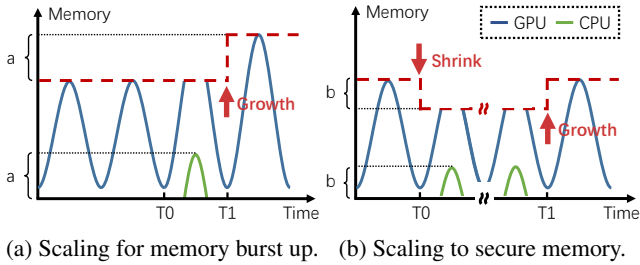 Memory
a
Growth
a
T0
T1
Time
Memory
GPU
CPU
Shrink
b
Growth
b
T0
T1
Time
(a) Scaling for memory burst up.
(b) Scaling to secure memory.